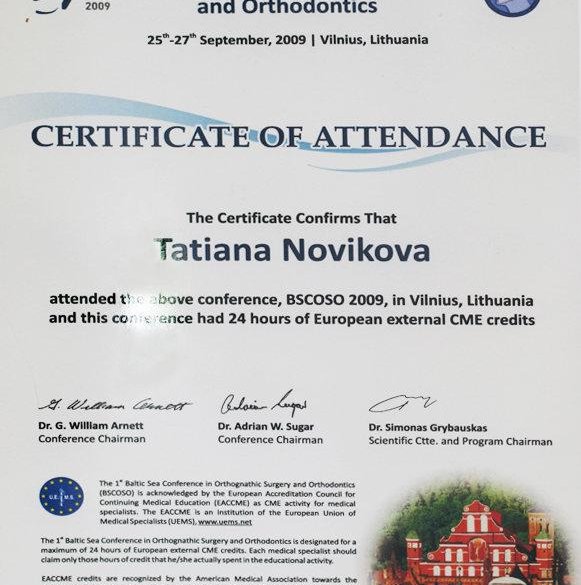 2009
and Orthodontics
25th-27th September, 2009 | Vilnius, Lithuania
CERTIFICATE OF ATTENDANCE
The Certificate Confirms That
Tatiana Novikova
attended the above conference, BSCOSO 2009, in Vilnius, Lithuania
and this conference had 24 hours of European external CME credits
Dr. G. William Arnett
Conference Chairman
Dr. Adrian W. Sugar
Conference Chairman
Dr. Simonas Grybauskas
Scientific Ctte. and Program Chairman
U.E.M.S.
The 1st Baltic Sea Conference in Orthognathic Surgery and Orthodontics
(BSCOSO) is acknowledged by the European Accreditation Council for
Continuing Medical Education (EACCME) as CME activity for medical
specialists. The EACCME is an Institution of the European Union of
Medical Specialists (UEMS), www.uems.net
The 1st Baltic Sea Conference in Orthognathic Surgery and Orthodontics is designated for a
maximum of 24 hours of European external CME credits. Each medical specialist should
claim only those hours of credit that he/she actually spent in the educational activity.
EACCME credits are recognized by the American Medical Association towards the